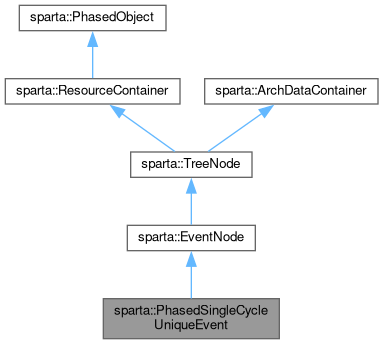 sparta::PhasedObject
sparta::ResourceContainer
sparta::ArchDataContainer
sparta::TreeNode
sparta::EventNode
sparta::PhasedSingleCycle
UniqueEvent